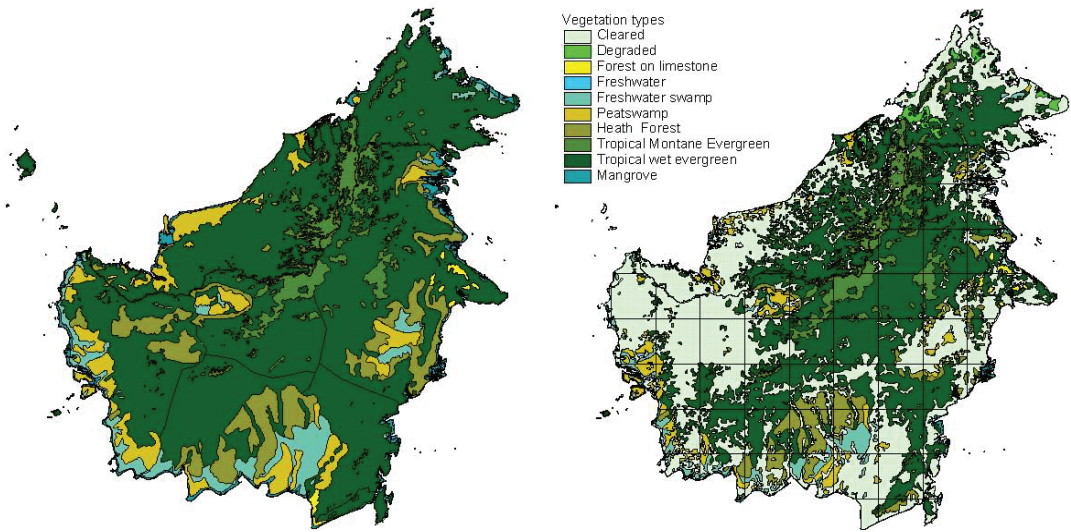 Vegetation types
Cleared
Degraded
Forest on limestone
Freshwater
Freshwater swamp
Peatswamp
Heath Forest
Tropical Montane Evergreen
Tropical wet evergreen
Mangrove